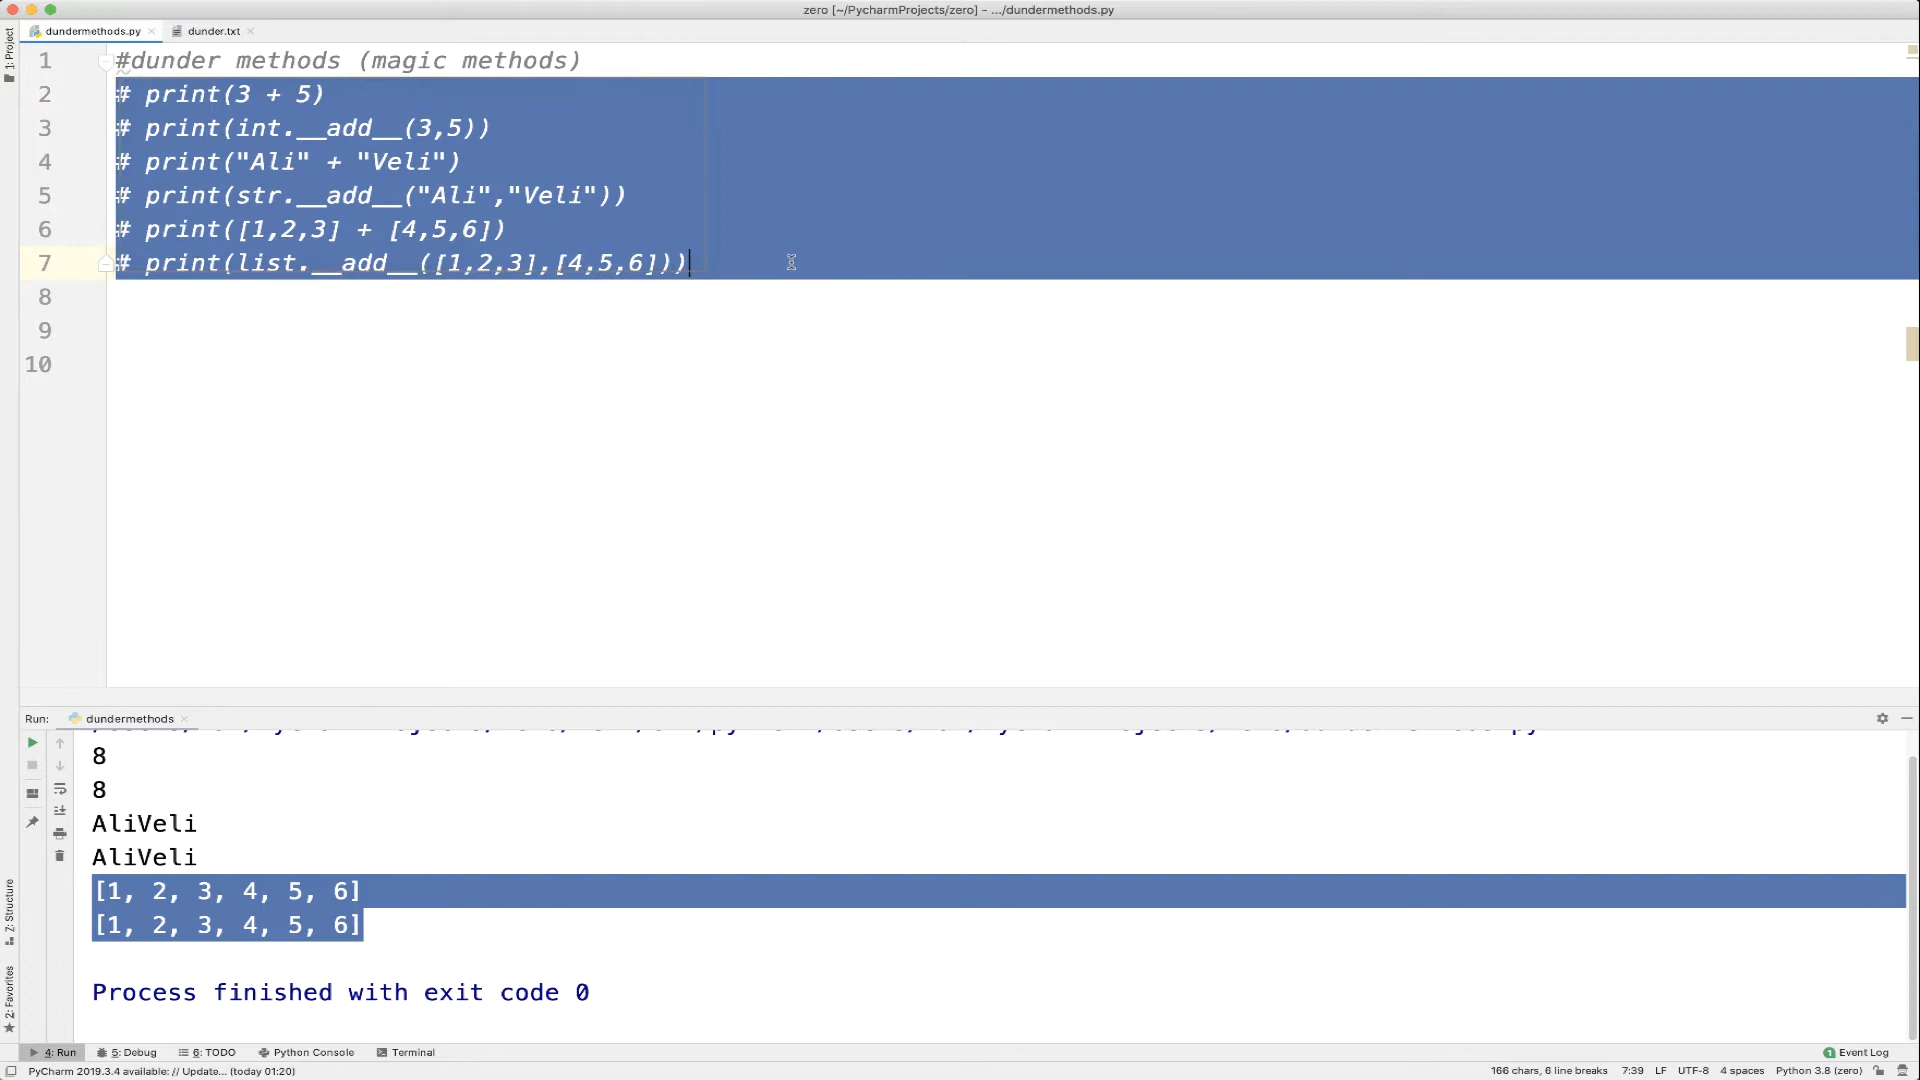 zero [~/PycharmProjects/zero] - .../dundermethods.py
dundermethods.py
dunder.txt
1: Project
1 #dunder methods (magic methods)
2 # print(3 + 5)
3 # print(int.__add__(3,5))
4 # print("Ali" + "Veli")
5 # print(str.__add__("Ali","Veli"))
6 # print([1,2,3] + [4,5,6])
7 # print(list.__add__([1,2,3],[4,5,6]))
8
9
10
Run: dundermethods
8
8
AliVeli
AliVeli
[1, 2, 3, 4, 5, 6]
[1, 2, 3, 4, 5, 6]
Process finished with exit code 0
Z: Structure
2: Favorites
4: Run 5: Debug 6: TODO Python Console Terminal 1 Event Log
PyCharm 2019.3.4 available: // Update... (today 01:20) 166 chars, 6 line breaks 7:39 LF UTF-8 4 spaces Python 3.8 (zero)